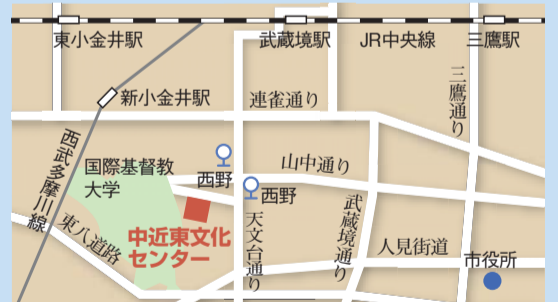 東小金井駅
武蔵境駅
JR中央線
三鷹駅
新小金井駅
連雀通り
三鷹通り
西武多摩川線
国際基督教
大学
西野
山中通り
西野
武蔵境通り
天文台通り
東八道路
中近東文化
センター
人見街道
市役所